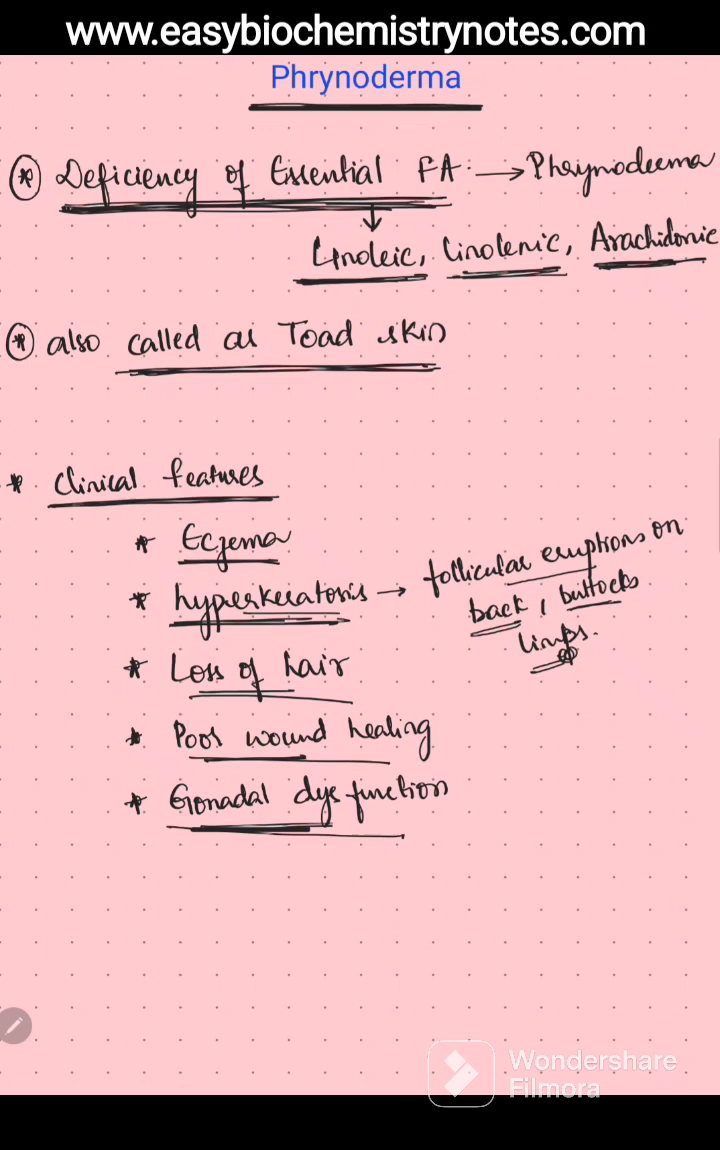 www.easybiochemistrynotes.com
Phrynoderma
* Deficiency of Essential FA. → Phrynoderma
↓
Linoleic, Linolenic, Arachidonic
* also called as Toad skin
* Clinical features
* Eczema
* hyperkeratosis → follicular eruptions on
back, buttocks
limbs.
* Loss of hair
* Poor wound healing
* Gonadal dysfunction
Wondershare
Filmora